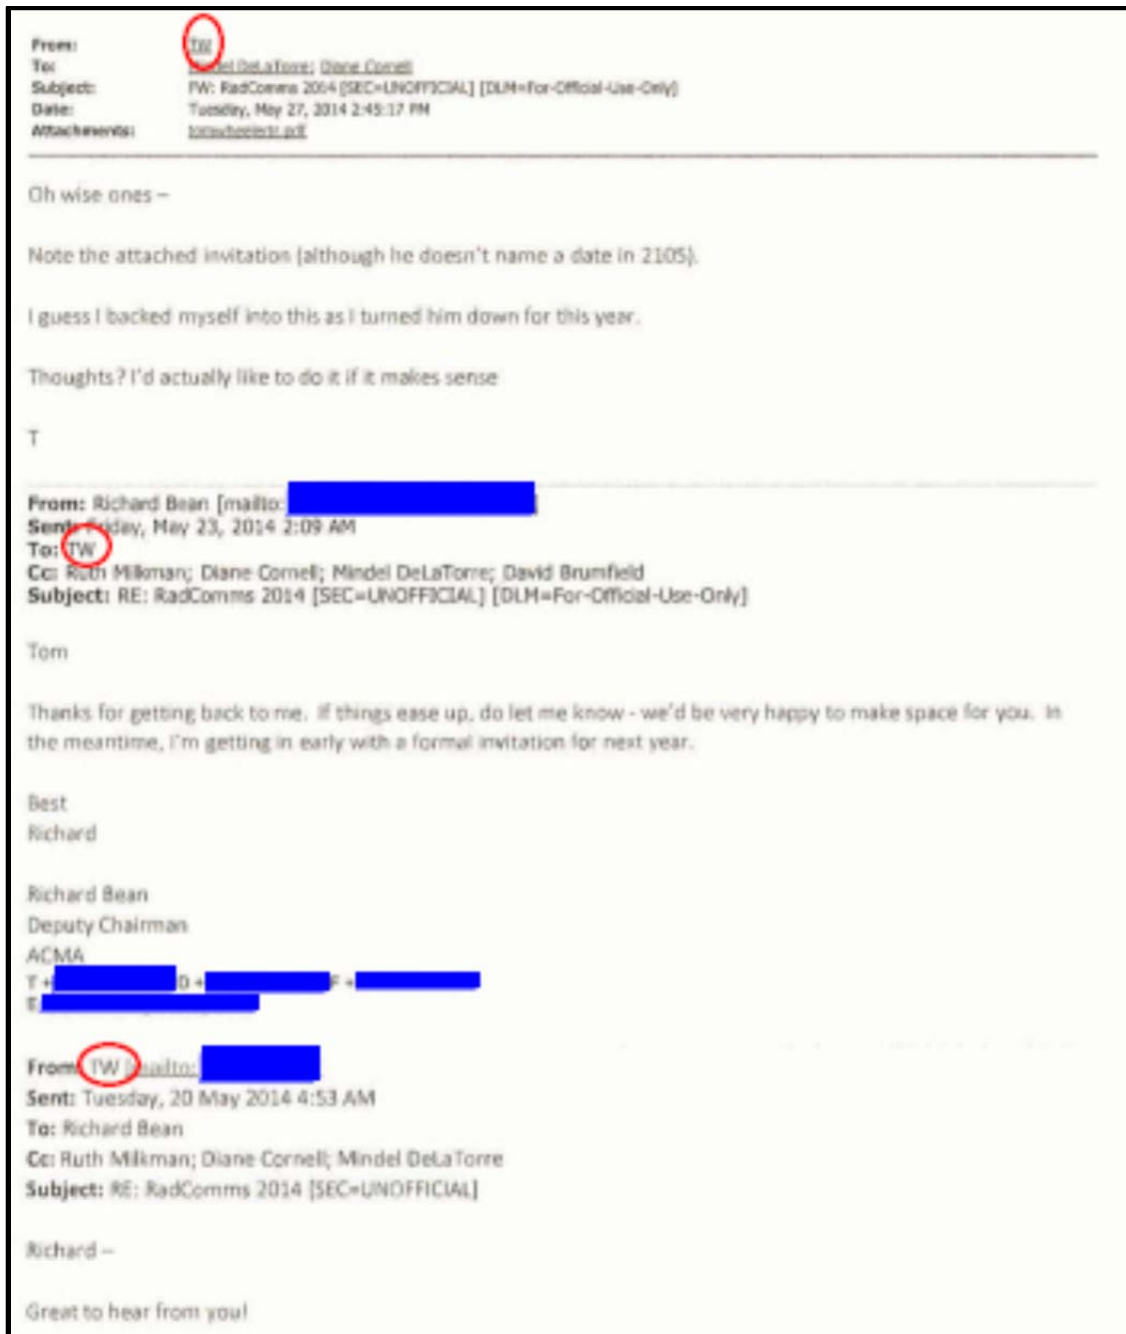 From: TW
To: Mindel DeLaTorre; Diane Cornell
Subject: FW: RadComms 2014 [SEC=UNOFFICIAL] [DLM=For-Official-Use-Only]
Date: Tuesday, May 27, 2014 2:45:17 PM
Attachments: tomwheelerltr.pdf
Oh wise ones –
Note the attached invitation (although he doesn't name a date in 2105).
I guess I backed myself into this as I turned him down for this year.
Thoughts? I'd actually like to do it if it makes sense
T
From: Richard Bean [mailto: ]
Sent: Friday, May 23, 2014 2:09 AM
To: TW
Cc: Ruth Milkman; Diane Cornell; Mindel DeLaTorre; David Brumfield
Subject: RE: RadComms 2014 [SEC=UNOFFICIAL] [DLM=For-Official-Use-Only]
Tom
Thanks for getting back to me. If things ease up, do let me know - we'd be very happy to make space for you. In
the meantime, I'm getting in early with a formal invitation for next year.
Best
Richard
Richard Bean
Deputy Chairman
ACMA
T + D + F +
E
From: TW [mailto:
Sent: Tuesday, 20 May 2014 4:53 AM
To: Richard Bean
Cc: Ruth Milkman; Diane Cornell; Mindel DeLaTorre
Subject: RE: RadComms 2014 [SEC=UNOFFICIAL]
Richard –
Great to hear from you!